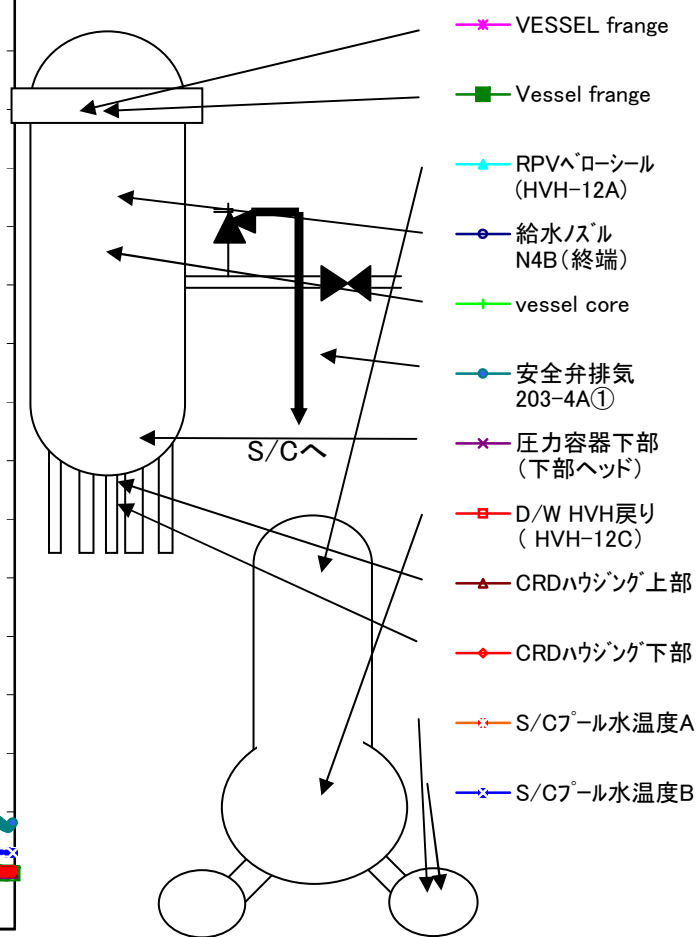 VESSEL frange
Vessel frange
RPVベローシール
(HVH-12A)
給水ノズル
N4B(終端)
vessel core
安全弁排気
203-4A①
圧力容器下部
(下部ヘッド)
D/W HVH戻り
( HVH-12C)
CRDハウジング上部
CRDハウジング下部
S/Cプール水温度A
S/Cプール水温度B
S/Cへ